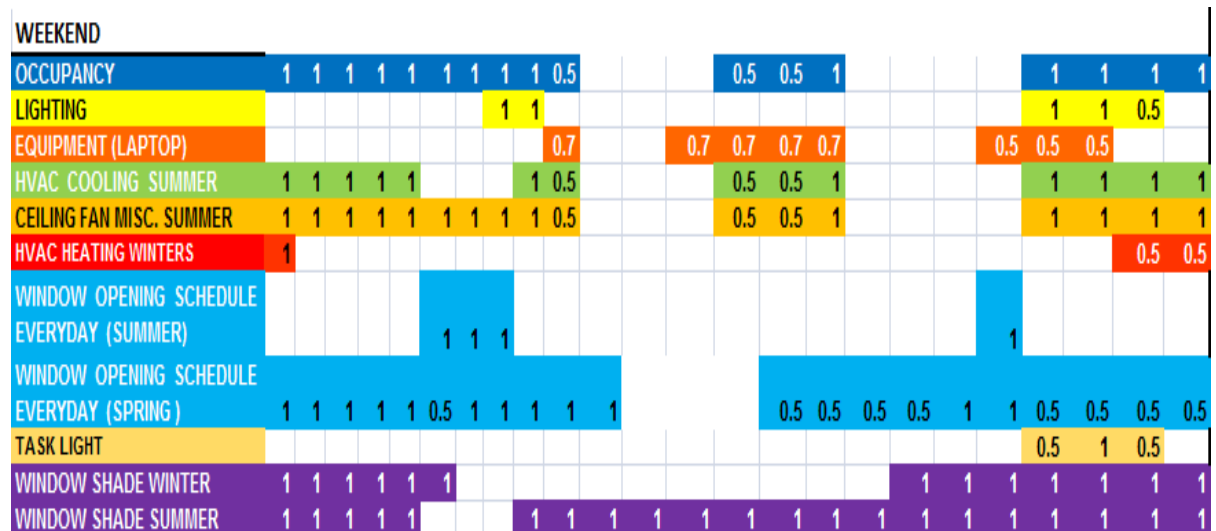 WEEKEND
OCCUPANCY 1 1 1 1 1 1 1 1 1 0.5 0.5 0.5 1 1 1 1 1
LIGHTING 1 1 1 1 0.5
EQUIPMENT (LAPTOP) 0.7 0.7 0.7 0.7 0.7 0.5 0.5 0.5
HVAC COOLING SUMMER 1 1 1 1 1 1 0.5 0.5 0.5 1 1 1 1 1
CEILING FAN MISC. SUMMER 1 1 1 1 1 1 1 1 1 0.5 0.5 0.5 1 1 1 1 1
HVAC HEATING WINTERS 1 0.5 0.5
WINDOW OPENING SCHEDULE
EVERYDAY (SUMMER) 1 1 1 1
WINDOW OPENING SCHEDULE
EVERYDAY (SPRING ) 1 1 1 1 1 0.5 1 1 1 1 1 0.5 0.5 0.5 0.5 1 1 0.5 0.5 0.5 0.5
TASK LIGHT 0.5 1 0.5
WINDOW SHADE WINTER 1 1 1 1 1 1 1 1 1 1 1 1 1
WINDOW SHADE SUMMER 1 1 1 1 1 1 1 1 1 1 1 1 1 1 1 1 1 1 1 1 1